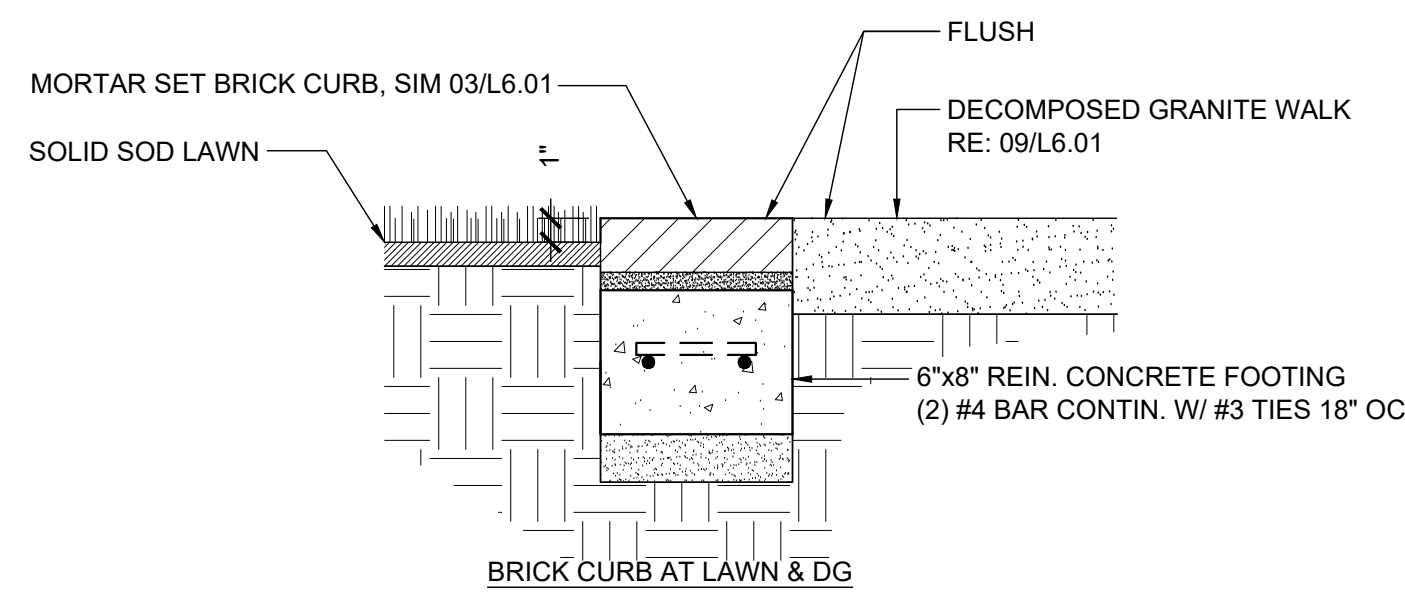 FLUSH
MORTAR SET BRICK CURB, SIM 03/L6.01
DECOMPOSED GRANITE WALK
RE: 09/L6.01
SOLID SOD LAWN
1"
6"x8" REIN. CONCRETE FOOTING
(2) #4 BAR CONTIN. W/ #3 TIES 18" OC
BRICK CURB AT LAWN & DG